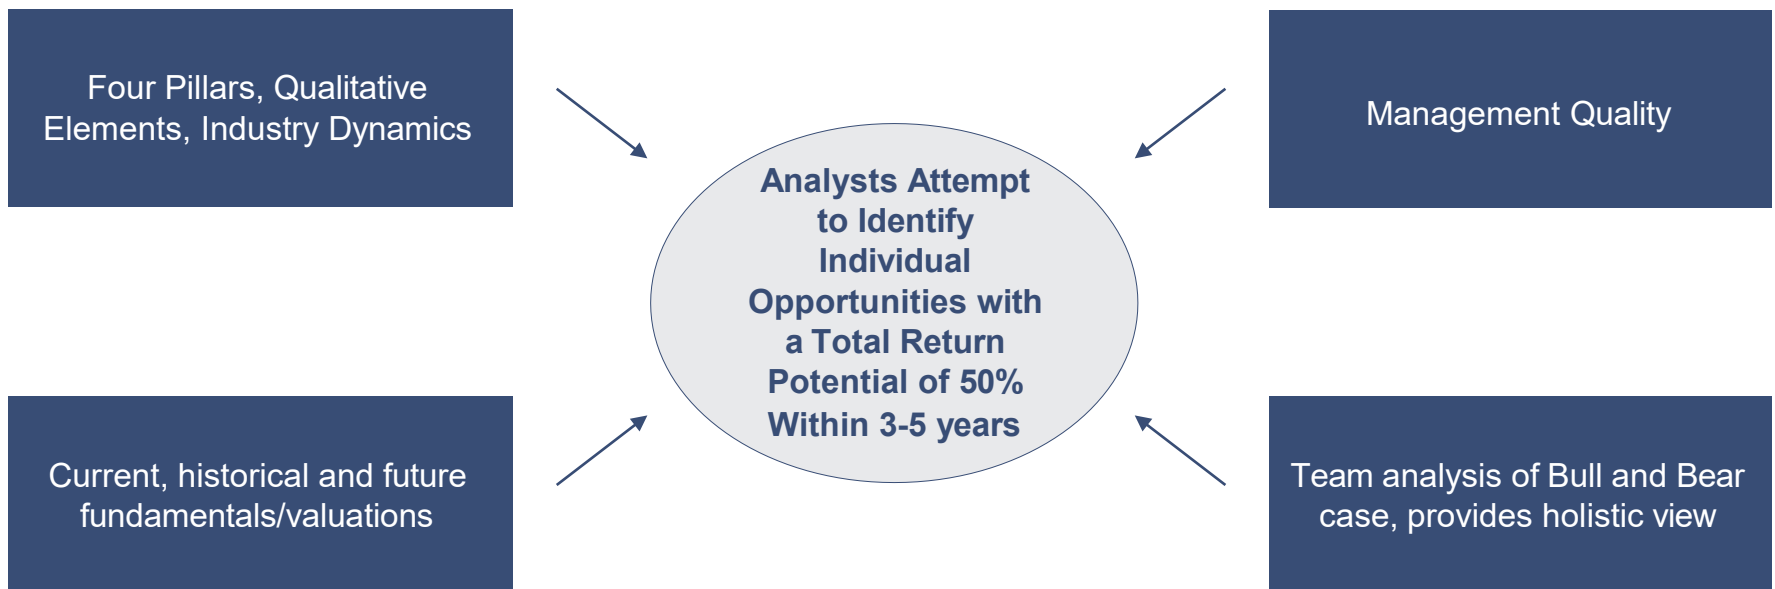 Four Pillars, Qualitative
Elements, Industry Dynamics
Management Quality
Analysts Attempt
to Identify
Individual
Opportunities with
a Total Return
Potential of 50%
Within 3-5 years
Current, historical and future
fundamentals/valuations
Team analysis of Bull and Bear
case, provides holistic view